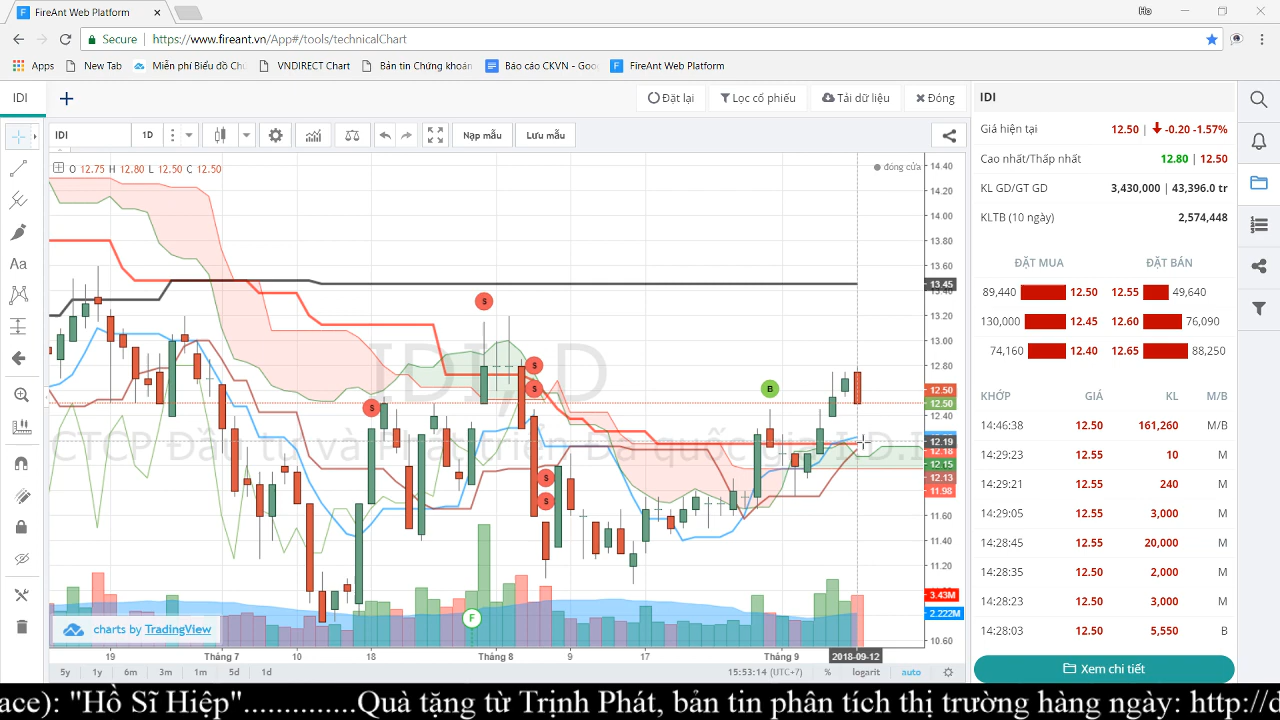 FireAnt Web Platform
Secure
https://www.fireant.vn/App#/tools/technicalChart
Apps
New Tab
Miễn phí Biểu đồ Chu
VNDIRECT Chart
Bản tin Chứng khoán
Báo cáo CKVN - Goo
FireAnt Web Platform
IDI
Đặt lại
Lọc cổ phiếu
Tải dữ liệu
Đóng
IDI
IDI
1D
Nạp mẫu
Lưu mẫu
Aa
O 12.75 H 12.80 L 12.50 C 12.50
đóng cửa
IDI, D
CTCP Đầu tư và Phát triển Đa quốc gia I.D.I
S
S
S
S
S
S
B
F
14.40
14.20
14.00
13.80
13.60
13.45
13.40
13.20
13.00
12.80
12.50
12.50
12.40
12.19
12.18
12.15
12.13
11.98
11.60
11.40
11.20
3.43M
2.222M
10.60
charts by TradingView
19
Tháng 7
10
18
Tháng 8
9
17
Tháng 9
2018-09-12
5y
1y
6m
3m
1m
5d
1d
15:53:14 (UTC+7)
%
logarit
auto
Giá hiện tại
12.50 | -0.20 -1.57%
Cao nhất/Thấp nhất
12.80 | 12.50
KL GD/GT GD
3,430,000 | 43,396.0 tr
KLTB (10 ngày)
2,574,448
ĐẶT MUA
ĐẶT BÁN
89,440 12.50 12.55 49,640
130,000 12.45 12.60 76,090
74,160 12.40 12.65 88,250
KHỚP GIÁ KL M/B
14:46:38 12.50 161,260 M/B
14:29:23 12.55 10 M
14:29:21 12.55 240 M
14:29:05 12.55 3,000 M
14:28:45 12.55 20,000 M
14:28:35 12.50 2,000 M
14:28:23 12.50 3,000 M
14:28:03 12.50 5,550 B
Xem chi tiết
ace): "Hồ Sĩ Hiệp"..............Quà tặng từ Trịnh Phát, bản tin phân tích thị trường hàng ngày: http://